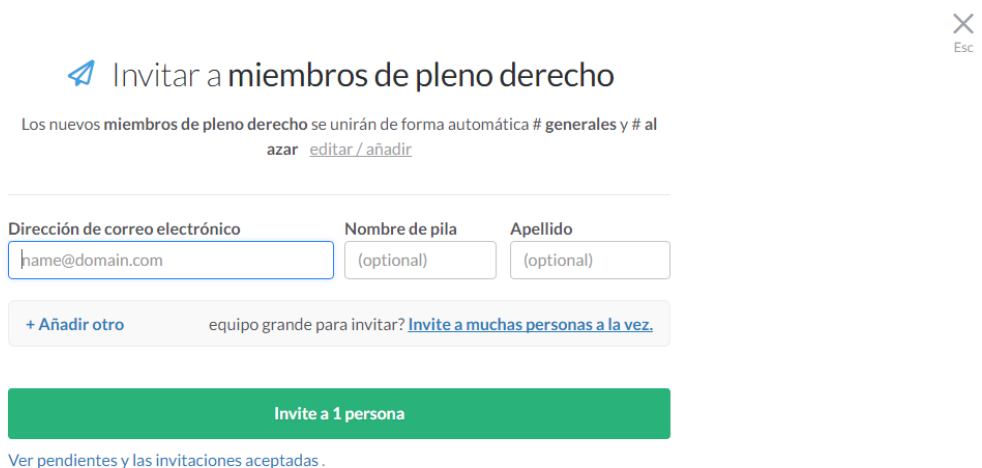 Esc
Invitar a miembros de pleno derecho
Los nuevos miembros de pleno derecho se unirán de forma automática # generales y # al
azar editar / añadir
Dirección de correo electrónico Nombre de pila Apellido
name@domain.com (optional) (optional)
+ Añadir otro equipo grande para invitar? Invite a muchas personas a la vez.
Invite a 1 persona
Ver pendientes y las invitaciones aceptadas .